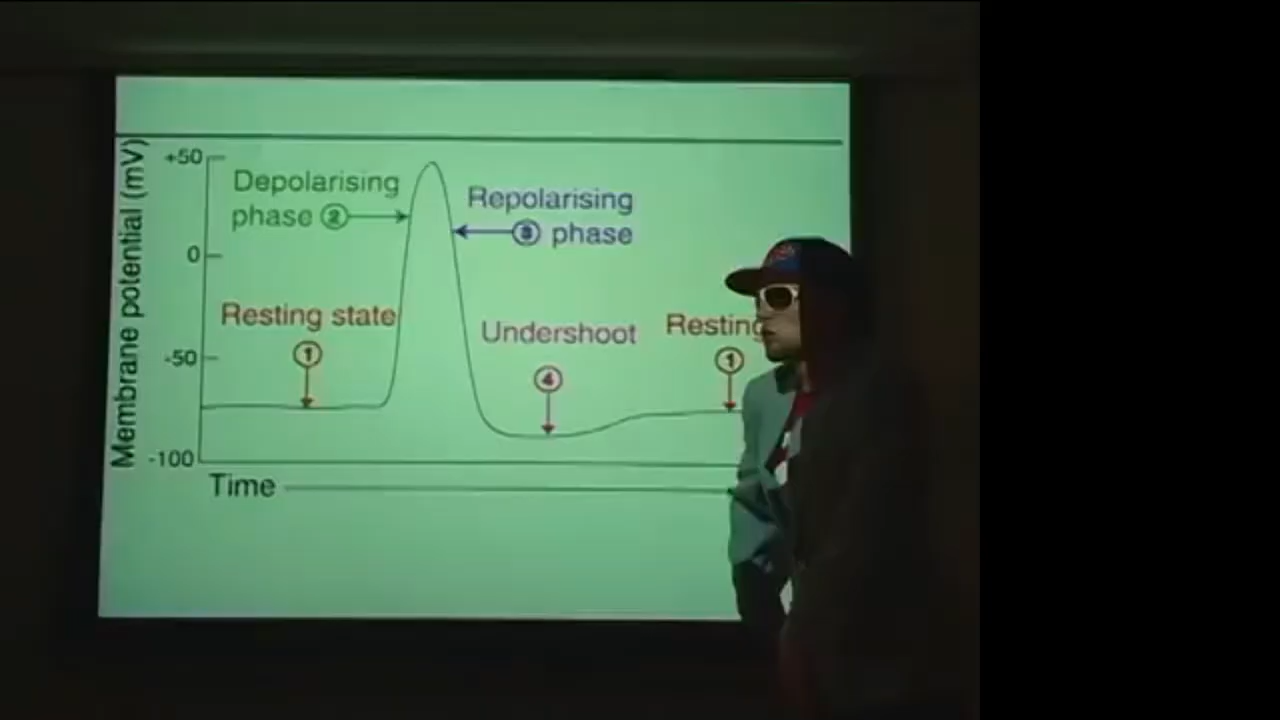 Membrane potential (mV)
+50
0
-50
-100
Depolarising
phase ②
Repolarising
③ phase
Resting state
①
Undershoot
④
Resting
①
Time